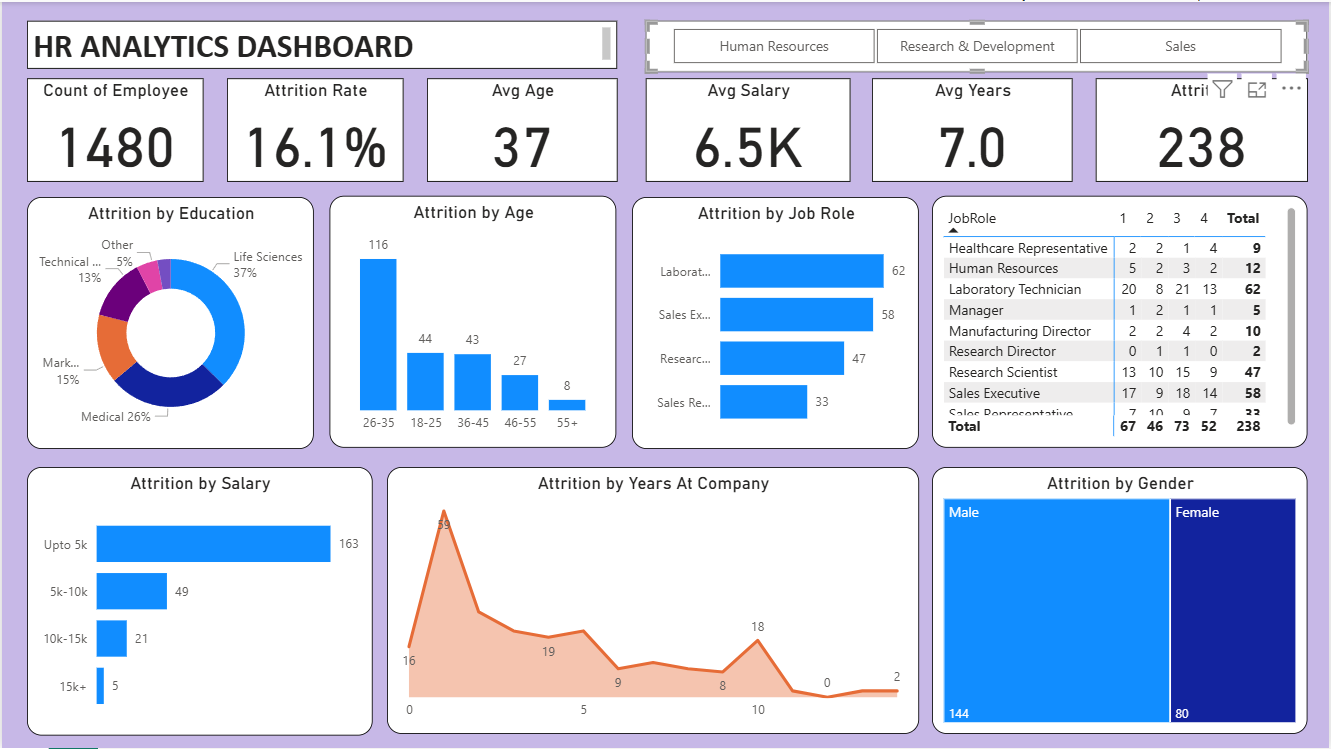 HR ANALYTICS DASHBOARD
Human Resources
Research & Development
Sales
Count of Employee
1480
Attrition Rate
16.1%
Avg Age
37
Avg Salary
6.5K
Avg Years
7.0
Attri
238
Attrition by Education
Other
5%
Life Sciences
37%
Technical ...
13%
Mark...
15%
Medical 26%
Attrition by Age
116
44
43
27
8
26-35 18-25 36-45 46-55 55+
Attrition by Job Role
Laborat... 62
Sales Ex... 58
Researc... 47
Sales Re... 33
JobRole 1 2 3 4 Total
Healthcare Representative 2 2 1 4 9
Human Resources 5 2 3 2 12
Laboratory Technician 20 8 21 13 62
Manager 1 2 1 1 5
Manufacturing Director 2 2 4 2 10
Research Director 0 1 1 0 2
Research Scientist 13 10 15 9 47
Sales Executive 17 9 18 14 58
Sales Representative 7 10 9 7 33
Total 67 46 73 52 238
Attrition by Salary
Upto 5k 163
5k-10k 49
10k-15k 21
15k+ 5
Attrition by Years At Company
59
16
19
9
8
18
0
2
0 5 10
Attrition by Gender
Male
144
Female
80